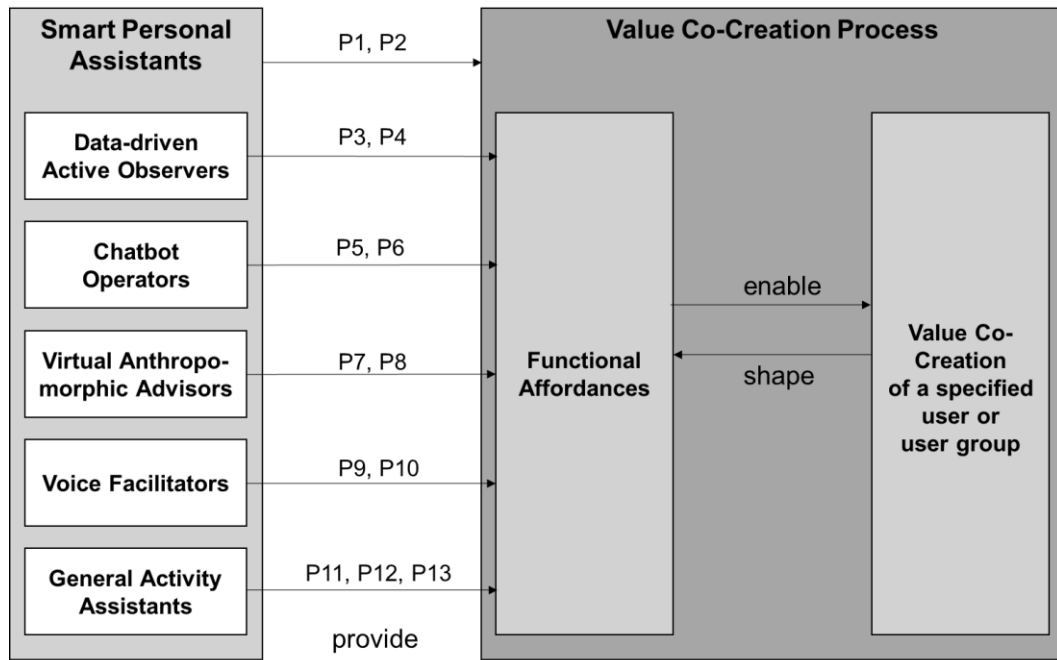 Smart Personal
Assistants
P1, P2
Value Co-Creation Process
Data-driven
Active Observers
P3, P4
Chatbot
Operators
P5, P6
Virtual Anthropo-
morphic Advisors
P7, P8
Voice Facilitators
P9, P10
General Activity
Assistants
P11, P12, P13
provide
Functional
Affordances
enable
shape
Value Co-
Creation
of a specified
user or
user group